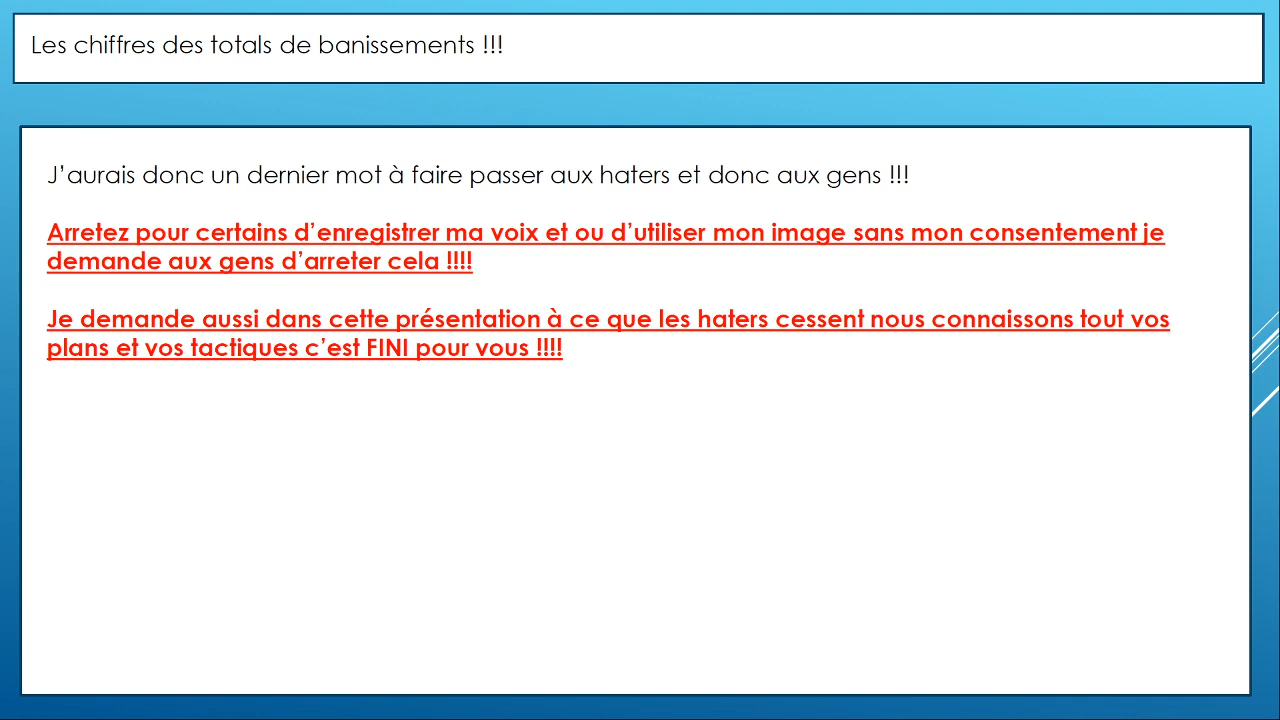 Les chiffres des totals de banissements !!!
J’aurais donc un dernier mot à faire passer aux haters et donc aux gens !!!
Arretez pour certains d’enregistrer ma voix et ou d’utiliser mon image sans mon consentement je
demande aux gens d’arreter cela !!!!
Je demande aussi dans cette présentation à ce que les haters cessent nous connaissons tout vos
plans et vos tactiques c’est FINI pour vous !!!!